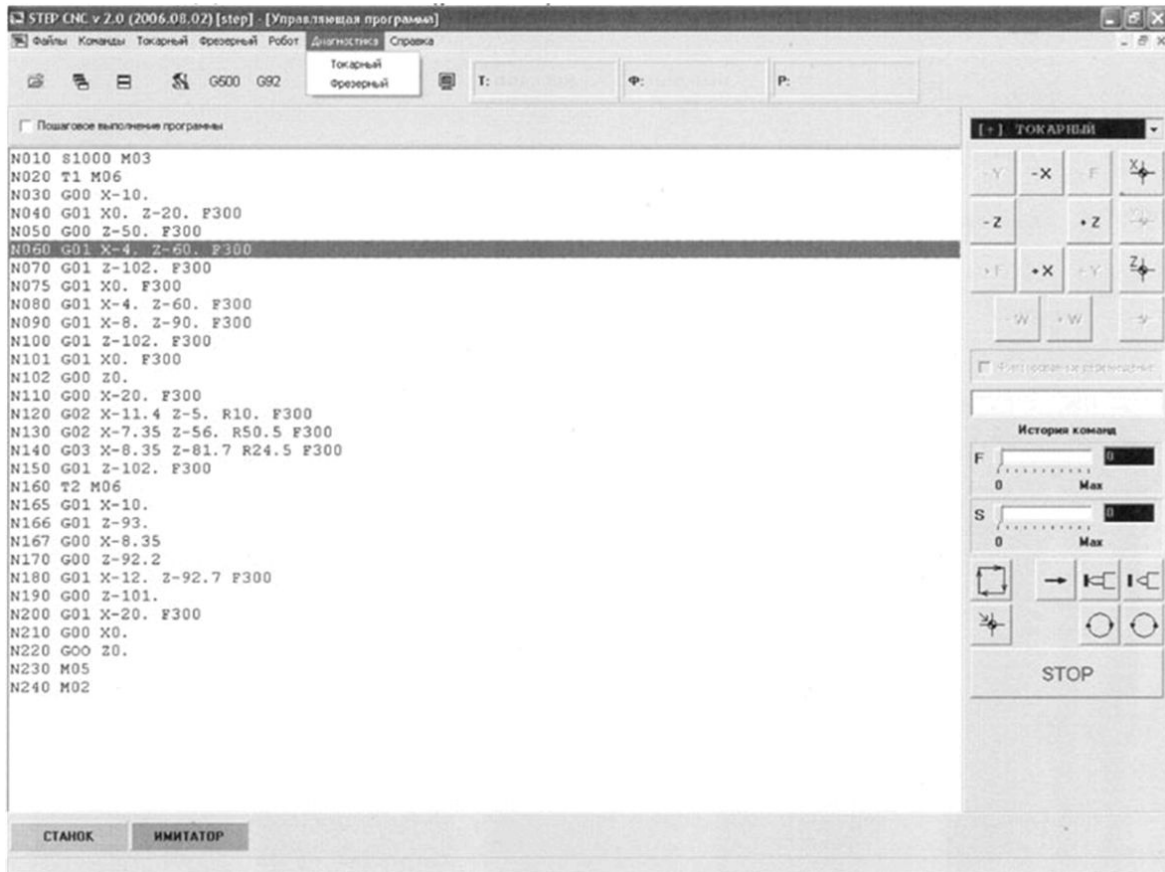 STEP CNC v 2.0 (2006.08.02) [step] - [Управляющая программа]
Файлы Команды Токарный Фрезерный Робот Диагностика Справка
Токарный
Фрезерный
G500 G92 Т: Ф: Р:
Пошаговое выполнение программы
[+] ТОКАРНЫЙ
N010 S1000 M03
N020 T1 M06
N030 G00 X-10.
N040 G01 X0. Z-20. F300
N050 G00 Z-50. F300
N060 G01 X-4. Z-60. F300
N070 G01 Z-102. F300
N075 G01 X0. F300
N080 G01 X-4. Z-60. F300
N090 G01 X-8. Z-90. F300
N100 G01 Z-102. F300
N101 G01 X0. F300
N102 G00 Z0.
N110 G00 X-20. F300
N120 G02 X-11.4 Z-5. R10. F300
N130 G02 X-7.35 Z-56. R50.5 F300
N140 G03 X-8.35 Z-81.7 R24.5 F300
N150 G01 Z-102. F300
N160 T2 M06
N165 G01 X-10.
N166 G01 Z-93.
N167 G00 X-8.35
N170 G00 Z-92.2
N180 G01 X-12. Z-92.7 F300
N190 G00 Z-101.
N200 G01 X-20. F300
N210 G00 X0.
N220 GOO Z0.
N230 M05
N240 M02
-Y -X -F X
-Z +Z
+F +X +Y Z
-W +W
История команд
F 0
0 Max
S 0
0 Max
STOP
СТАНОК ИМИТАТОР